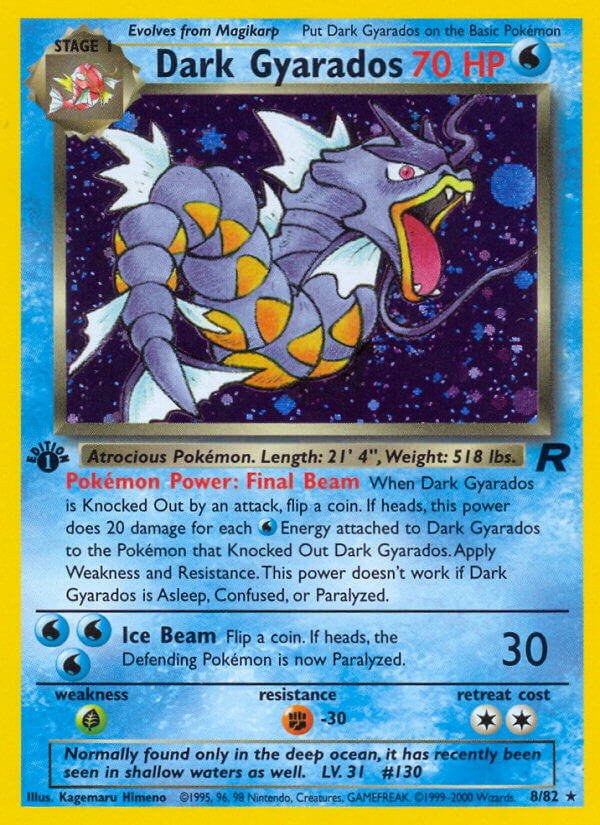 Evolves from Magikarp Put Dark Gyarados on the Basic Pokémon
STAGE 1
Dark Gyarados 70 HP
EDITION
1
Atrocious Pokémon. Length: 21' 4", Weight: 518 lbs.
R
Pokémon Power: Final Beam When Dark Gyarados
is Knocked Out by an attack, flip a coin. If heads, this power
does 20 damage for each Energy attached to Dark Gyarados
to the Pokémon that Knocked Out Dark Gyarados. Apply
Weakness and Resistance. This power doesn't work if Dark
Gyarados is Asleep, Confused, or Paralyzed.
Ice Beam Flip a coin. If heads, the
Defending Pokémon is now Paralyzed.
30
weakness resistance retreat cost
-30
Normally found only in the deep ocean, it has recently been
seen in shallow waters as well. LV. 31 #130
Illus. Kagemaru Himeno ©1995, 96, 98 Nintendo, Creatures, GAMEFREAK. ©1999-2000 Wizards. 8/82 ★